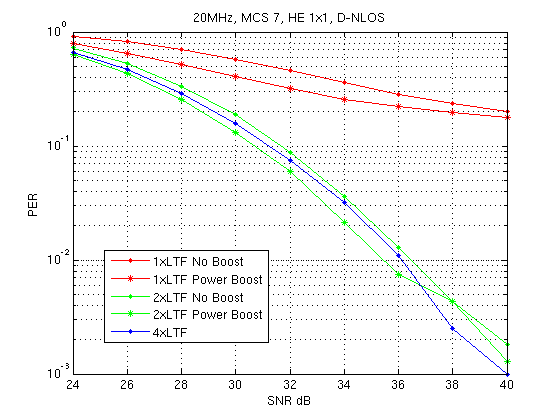 20MHz, MCS 7, HE 1x1, D-NLOS
10^0
10^-1
PER
10^-2
1xLTF No Boost
1xLTF Power Boost
2xLTF No Boost
2xLTF Power Boost
4xLTF
10^-3
24 26 28 30 32 34 36 38 40
SNR dB